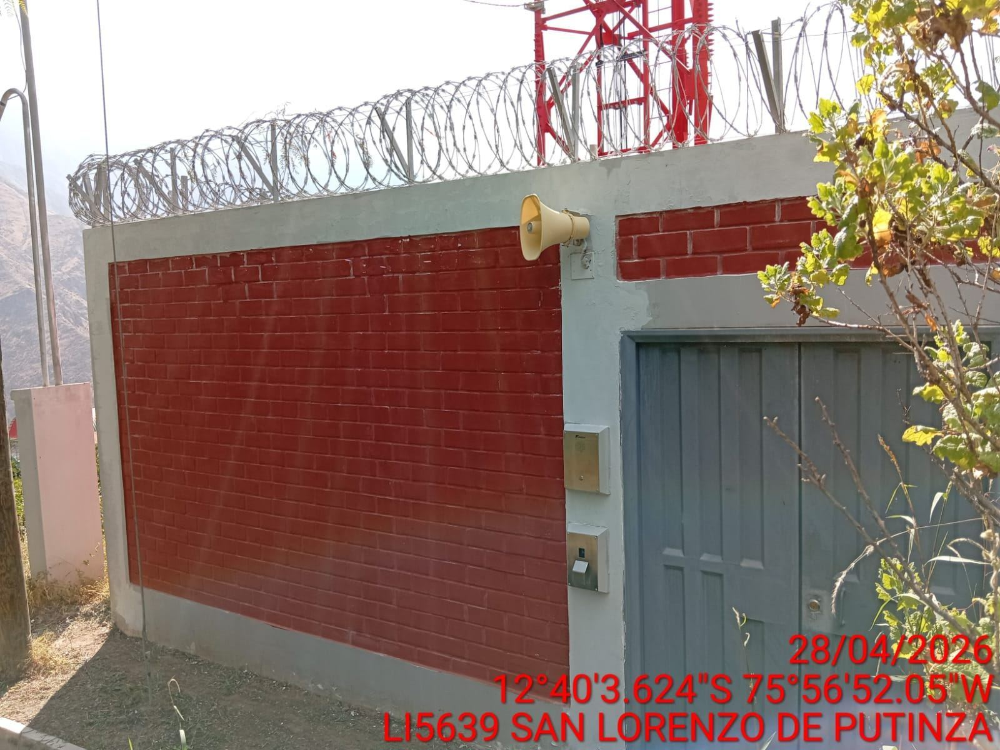 28/04/2026
12°40'3.624"S 75°56'52.05"W
LI5639 SAN LORENZO DE PUTINZA